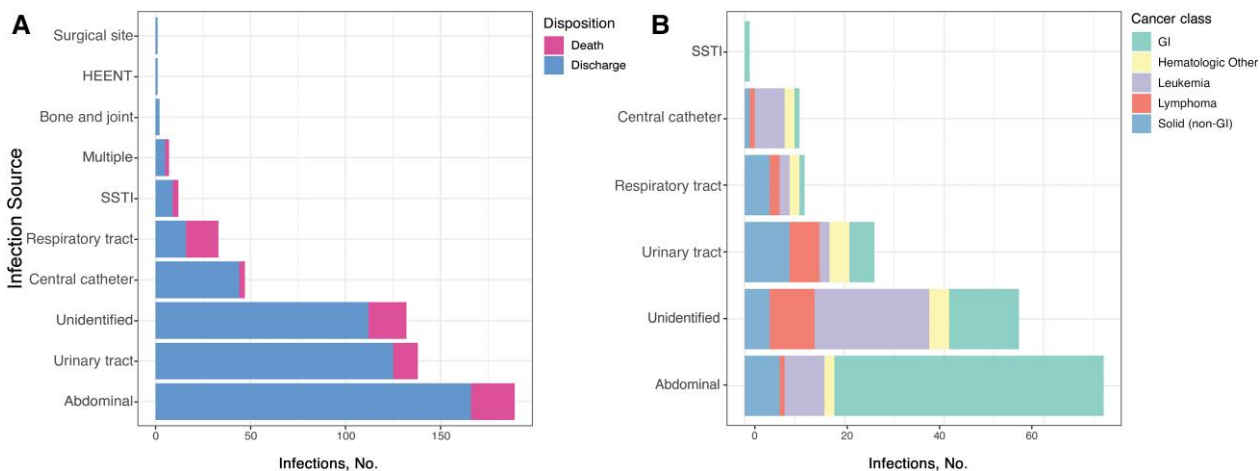 A
Infection Source
Surgical site
HEENT
Bone and joint
Multiple
SSTI
Respiratory tract
Central catheter
Unidentified
Urinary tract
Abdominal
0 50 100 150
Infections, No.
Disposition
Death
Discharge
B
SSTI
Central catheter
Respiratory tract
Urinary tract
Unidentified
Abdominal
0 20 40 60
Infections, No.
Cancer class
GI
Hematologic Other
Leukemia
Lymphoma
Solid (non-GI)